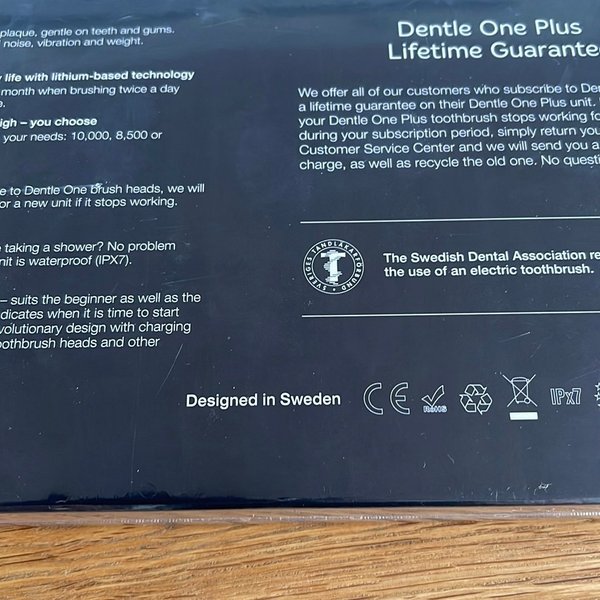 plaque, gentle on teeth and gums.
noise, vibration and weight.
life with lithium-based technology
month when brushing twice a day
e.
igh – you choose
your needs: 10,000, 8,500 or
e to Dentle One brush heads, we will
or a new unit if it stops working.
taking a shower? No problem
nit is waterproof (IPX7).
– suits the beginner as well as the
dicates when it is time to start
volutionary design with charging
oothbrush heads and other
Dentle One Plus
Lifetime Guarante
We offer all of our customers who subscribe to De
a lifetime guarantee on their Dentle One Plus unit.
your Dentle One Plus toothbrush stops working fo
during your subscription period, simply return you
Customer Service Center and we will send you a
charge, as well as recycle the old one. No questi
SVERIGES TANDLÄKARFÖRBUND
The Swedish Dental Association re
the use of an electric toothbrush.
Designed in Sweden
CE
RoHS
IPx7